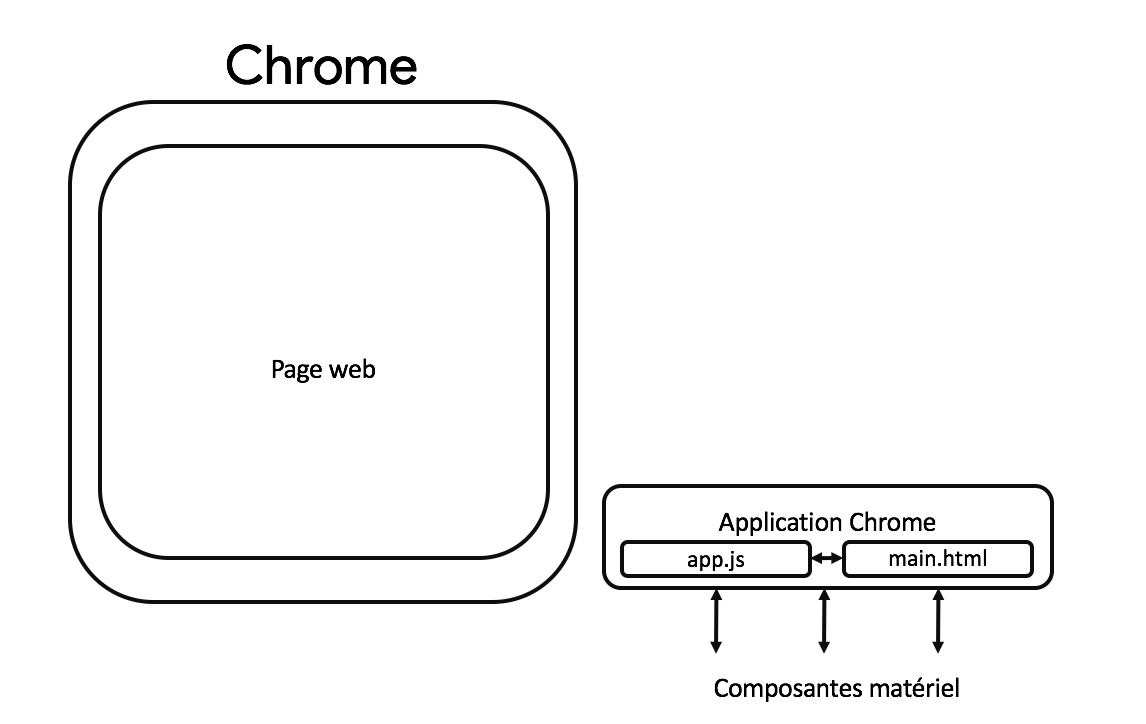 Chrome
Page web
Application Chrome
app.js
main.html
Composantes matériel